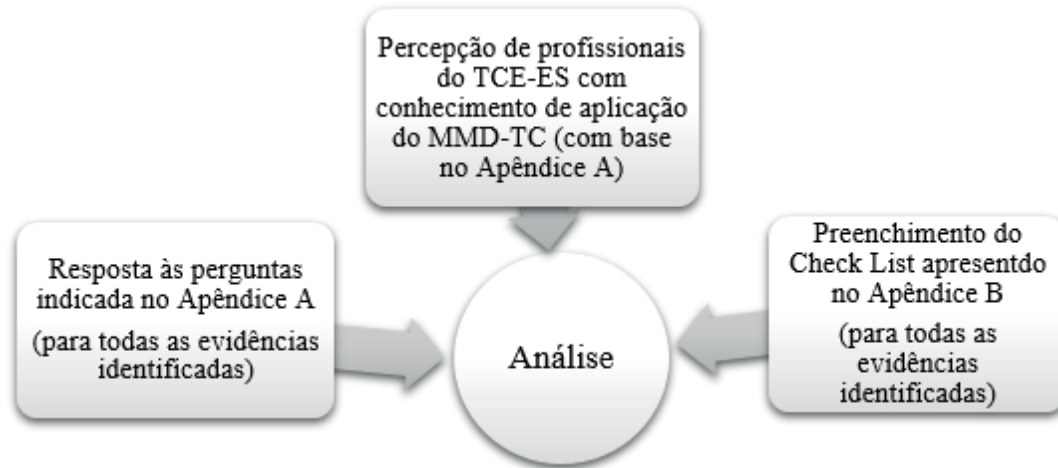 Percepção de profissionais
do TCE-ES com
conhecimento de aplicação
do MMD-TC (com base
no Apêndice A)
Resposta às perguntas
indicada no Apêndice A
(para todas as evidências
identificadas)
Análise
Preenchimento do
Check List apresentdo
no Apêndice B
(para todas as
evidências
identificadas)